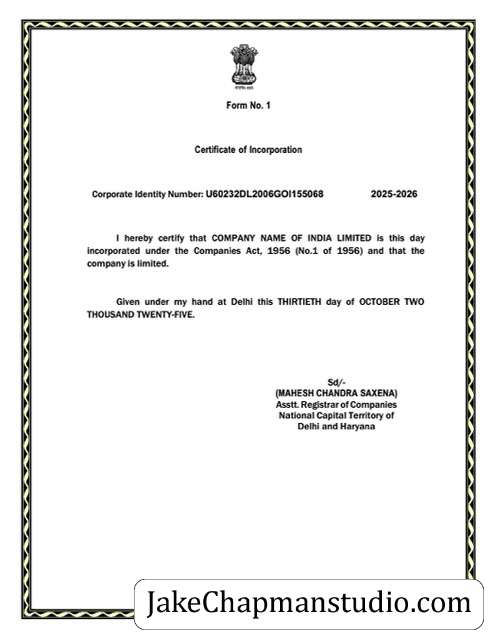 Form No. 1
Certificate of Incorporation
Corporate Identity Number: U60232DL2006GOI155068 2025-2026
I hereby certify that COMPANY NAME OF INDIA LIMITED is this day
incorporated under the Companies Act, 1956 (No.1 of 1956) and that the
company is limited.
Given under my hand at Delhi this THIRTIETH day of OCTOBER TWO
THOUSAND TWENTY-FIVE.
Sd/-
(MAHESH CHANDRA SAXENA)
Asstt. Registrar of Companies
National Capital Territory of
Delhi and Haryana
JakeChapmanstudio.com